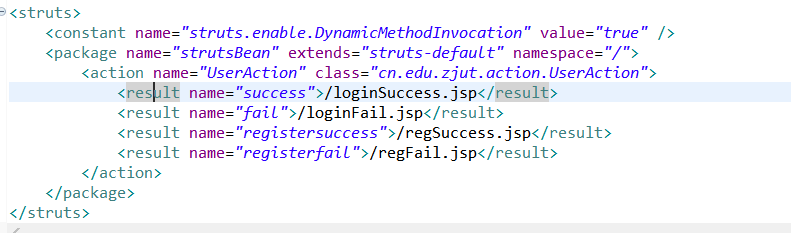 <struts>
<constant name="struts.enable.DynamicMethodInvocation" value="true" />
<package name="strutsBean" extends="struts-default" namespace="/">
<action name="UserAction" class="cn.edu.zjut.action.UserAction">
<result name="success">/loginSuccess.jsp</result>
<result name="fail">/loginFail.jsp</result>
<result name="registersuccess">/regSuccess.jsp</result>
<result name="registerfail">/regFail.jsp</result>
</action>
</package>
</struts>